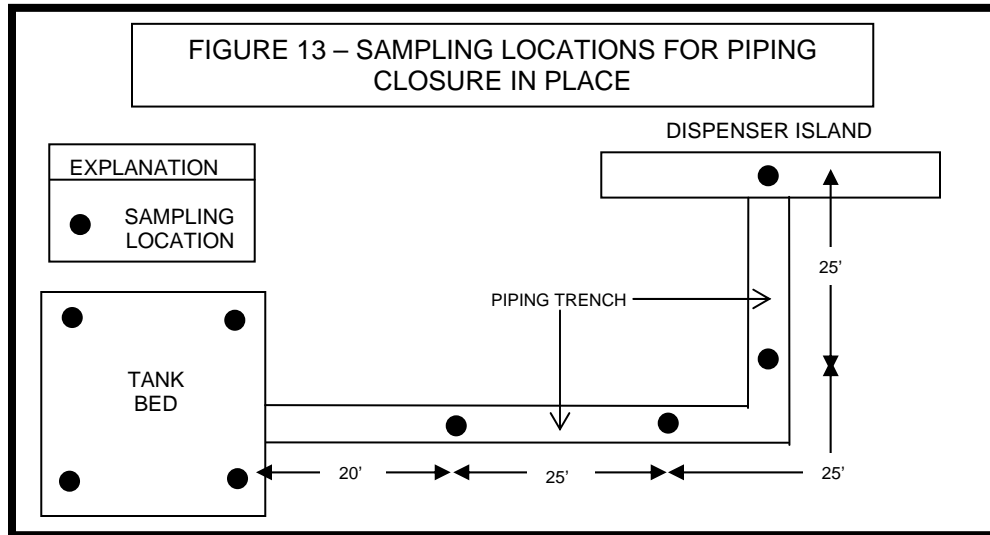 FIGURE 13 – SAMPLING LOCATIONS FOR PIPING
CLOSURE IN PLACE
DISPENSER ISLAND
EXPLANATION
SAMPLING
LOCATION
25’
PIPING TRENCH
TANK
BED
20’
25’
25’